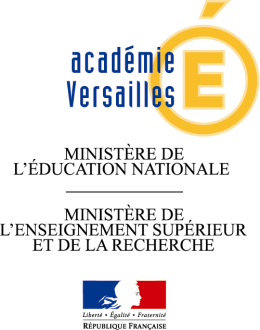 académie
Versailles É
MINISTÈRE DE
L'ÉDUCATION NATIONALE
MINISTÈRE DE
L'ENSEIGNEMENT SUPÉRIEUR
ET DE LA RECHERCHE
Liberté • Égalité • Fraternité
RÉPUBLIQUE FRANÇAISE